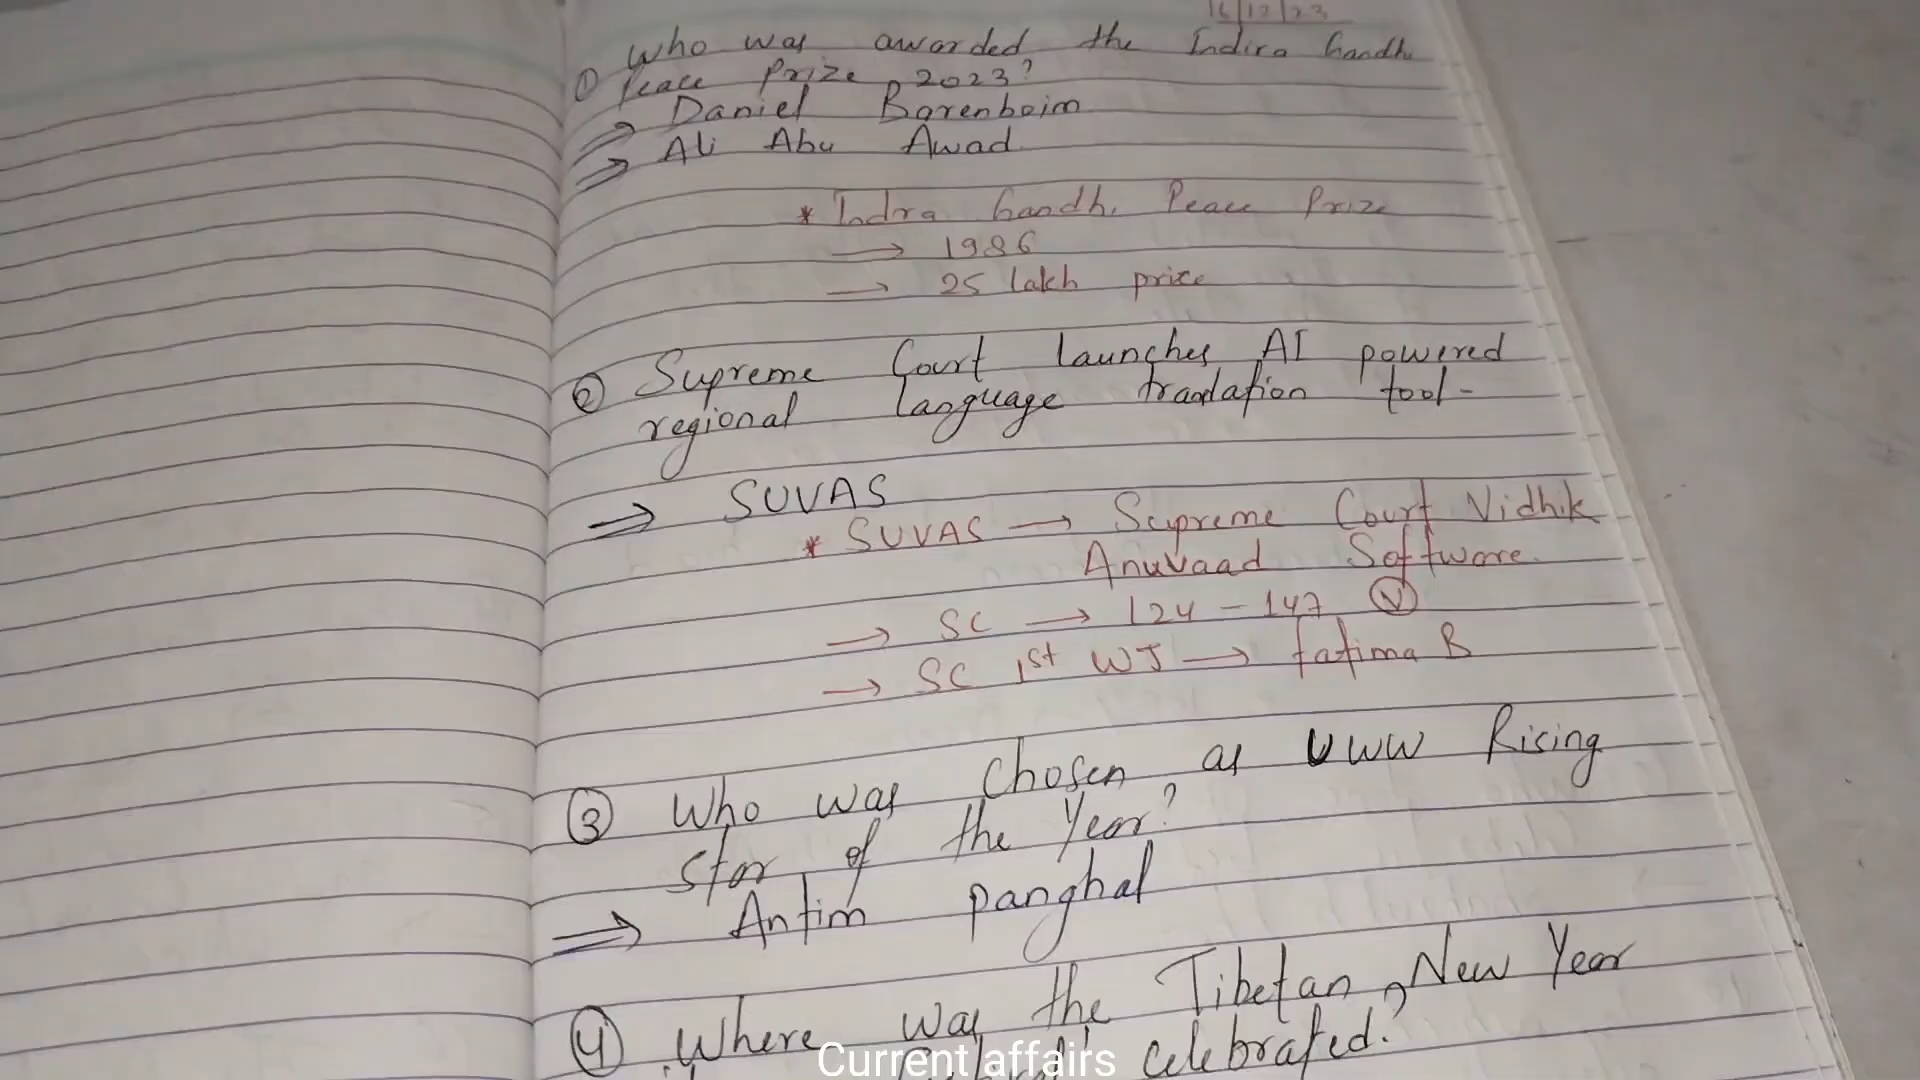 16/12/23
① Who was awarded the Indira Gandhi
Peace Prize 2023?
⇒ Daniel Barenboim
⇒ Ali Abu Awad
* Indra Gandhi Peace Prize
→ 1986
→ 25 lakh price
② Supreme Court launches AI powered
regional language translation tool-
⇒ SUVAS
* SUVAS → Supreme Court Vidhik
Anuvaad Software.
→ SC → 124 - 147 Ⓥ
→ SC 1st WJ → fatima B
③ Who was chosen as UWW Rising
Star of the Year?
⇒ Antim panghal
④ Where was the Tibetan New Year
celebrated?
Current affairs